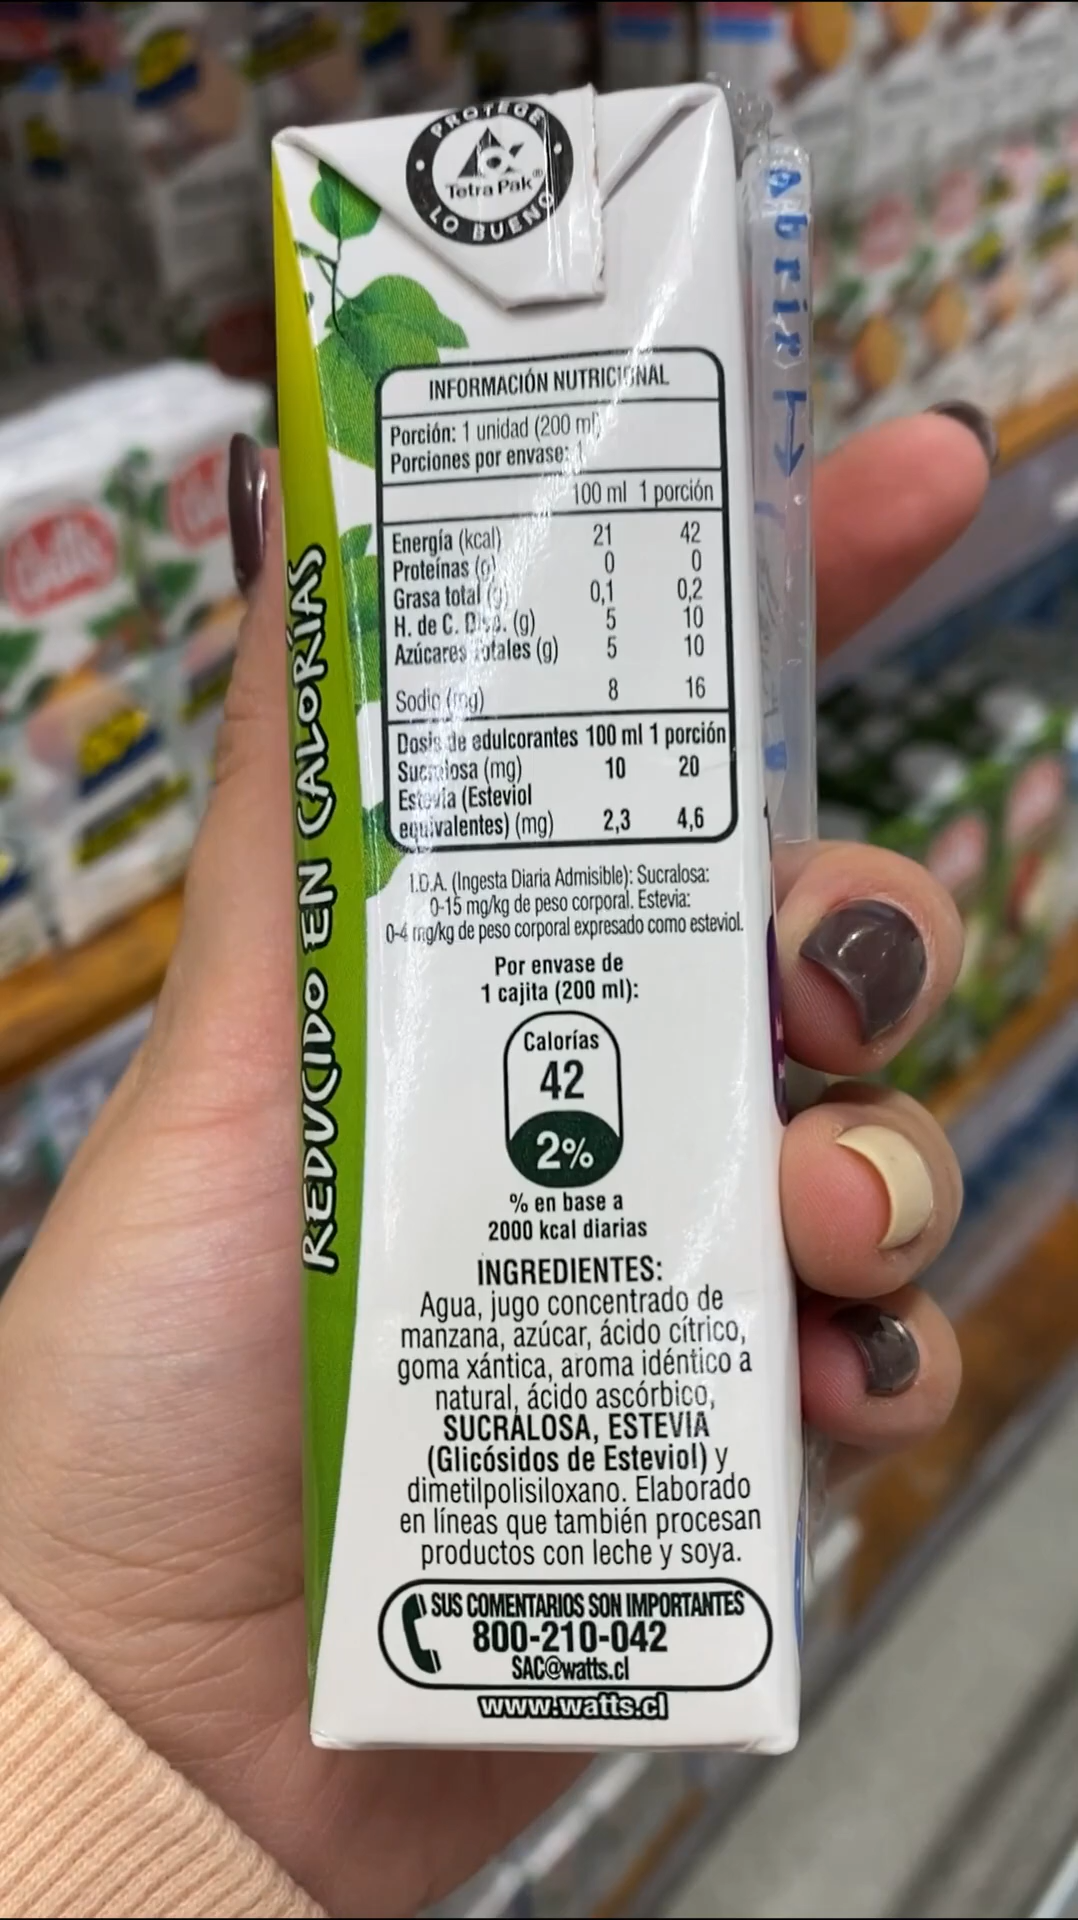 PROTEGE
Tetra Pak®
LO BUENO
Abrir
REDUCIDO EN CALORÍAS
INFORMACIÓN NUTRICIONAL
Porción: 1 unidad (200 ml)
Porciones por envase: 1
100 ml 1 porción
Energía (kcal) 21 42
Proteínas (g) 0 0
Grasa total (g) 0,1 0,2
H. de C. Disp. (g) 5 10
Azúcares totales (g) 5 10
Sodio (mg) 8 16
Dosis de edulcorantes 100 ml 1 porción
Sucralosa (mg) 10 20
Estevia (Esteviol
equivalentes) (mg) 2,3 4,6
I.D.A. (Ingesta Diaria Admisible): Sucralosa:
0-15 mg/kg de peso corporal. Estevia:
0-4 mg/kg de peso corporal expresado como esteviol.
Por envase de
1 cajita (200 ml):
Calorías
42
2%
% en base a
2000 kcal diarias
INGREDIENTES:
Agua, jugo concentrado de
manzana, azúcar, ácido cítrico,
goma xántica, aroma idéntico a
natural, ácido ascórbico,
SUCRALOSA, ESTEVIA
(Glicósidos de Esteviol) y
dimetilpolisiloxano. Elaborado
en líneas que también procesan
productos con leche y soya.
SUS COMENTARIOS SON IMPORTANTES
800-210-042
SAC@watts.cl
www.watts.cl